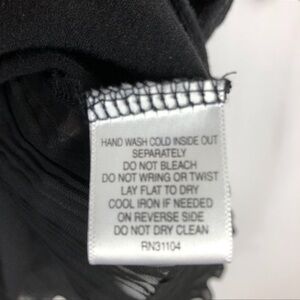 HAND WASH COLD INSIDE OUT
SEPARATELY
DO NOT BLEACH
DO NOT WRING OR TWIST
LAY FLAT TO DRY
COOL IRON IF NEEDED
ON REVERSE SIDE
DO NOT DRY CLEAN
RN31104